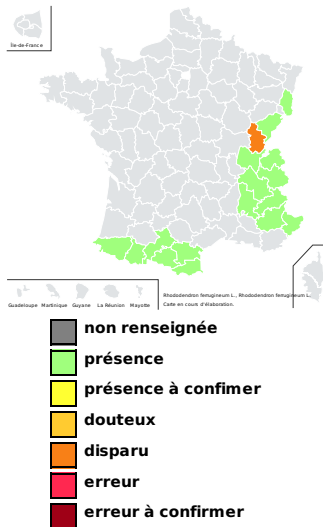 Île-de-France
Guadeloupe Martinique Guyane La Réunion Mayotte
Rhododendron ferrugineum L., Rhododendron ferrugineum L.
Carte en cours d'élaboration.
non renseignée
présence
présence à confimer
douteux
disparu
erreur
erreur à confirmer